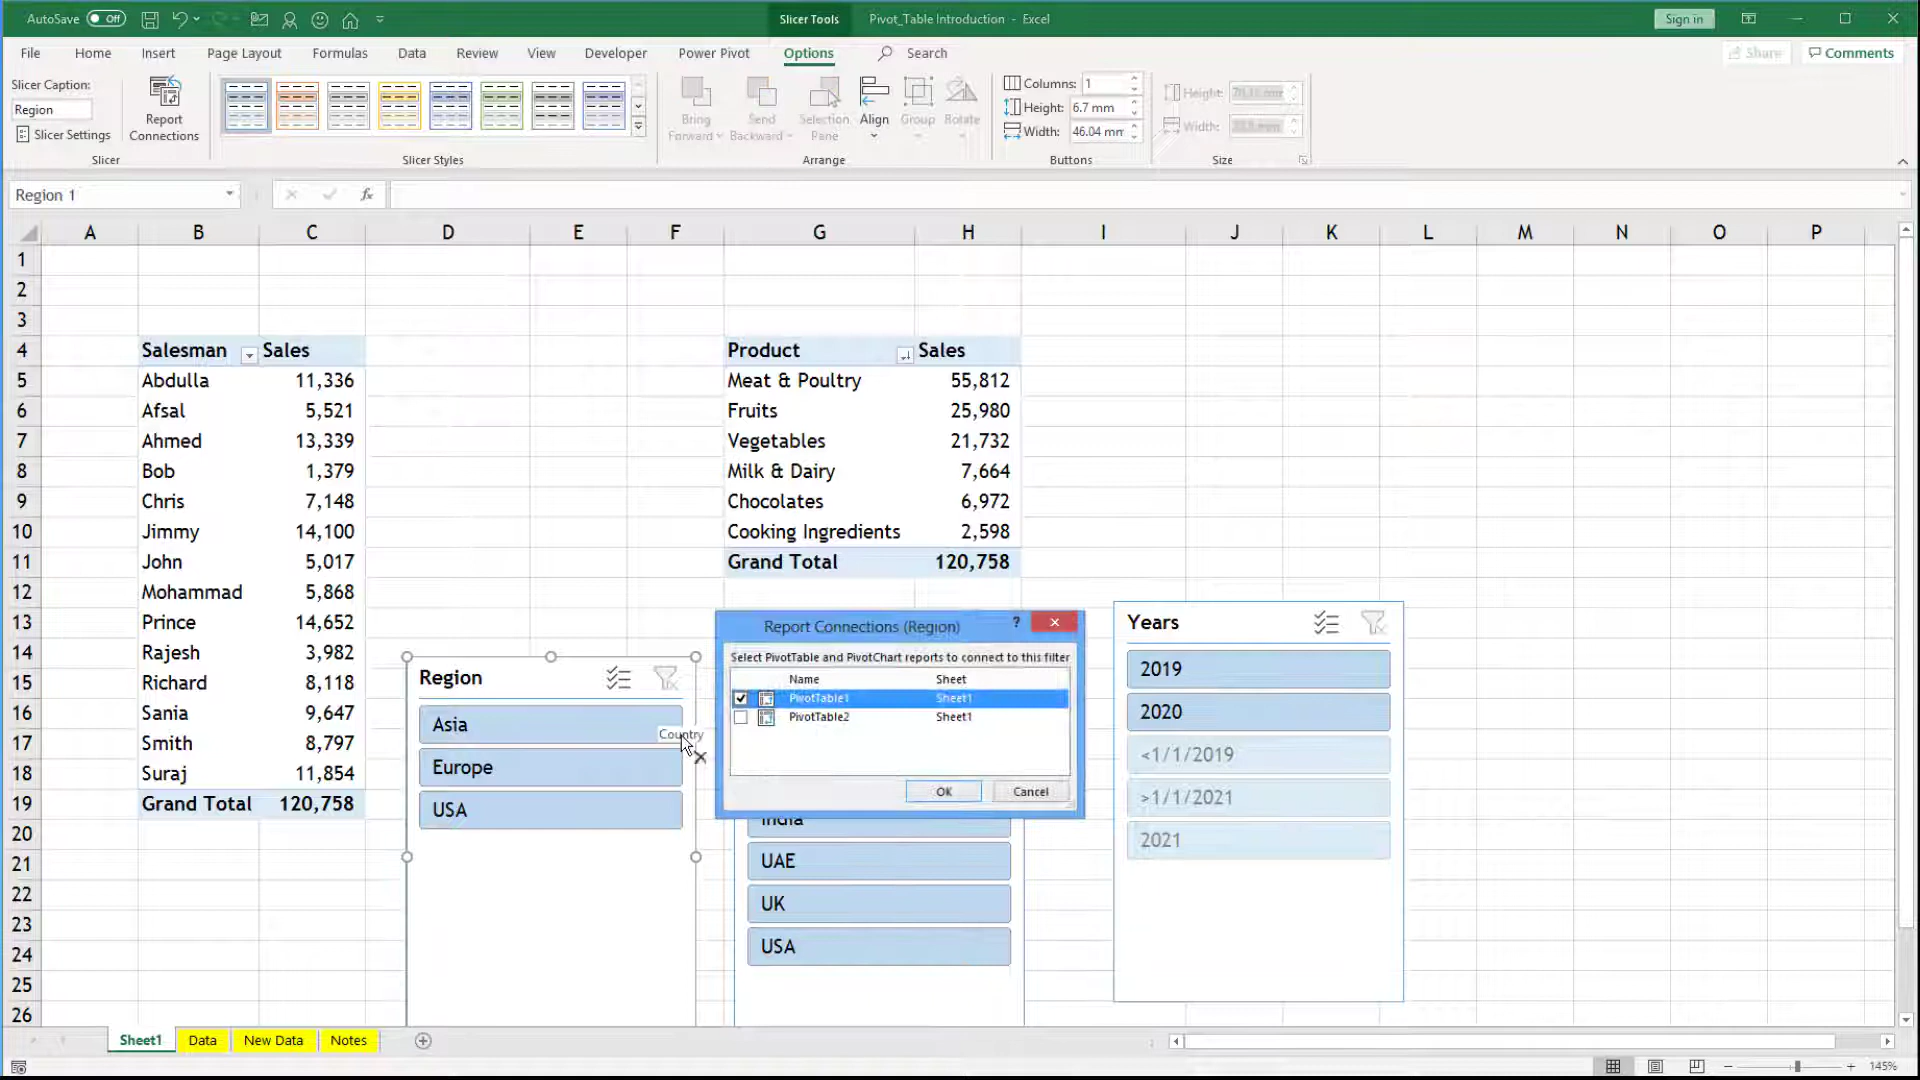 AutoSave Off
Slicer Tools
Pivot_Table Introduction - Excel
Sign in
File Home Insert Page Layout Formulas Data Review View Developer Power Pivot Options Search
Share Comments
Slicer Caption:
Region
Slicer Settings
Report Connections
Slicer
Slicer Styles
Bring Forward
Send Backward
Selection Pane
Align
Group
Rotate
Arrange
Columns: 1
Height: 6.7 mm
Width: 46.04 mm
Buttons
Height:
Width:
Size
Region 1
fx
A B C D E F G H I J K L M N O P
1
2
3
4 Salesman Sales Product Sales
5 Abdulla 11,336 Meat & Poultry 55,812
6 Afsal 5,521 Fruits 25,980
7 Ahmed 13,339 Vegetables 21,732
8 Bob 1,379 Milk & Dairy 7,664
9 Chris 7,148 Chocolates 6,972
10 Jimmy 14,100 Cooking Ingredients 2,598
11 John 5,017 Grand Total 120,758
12 Mohammad 5,868
13 Prince 14,652
14 Rajesh 3,982
15 Richard 8,118
16 Sania 9,647
17 Smith 8,797
18 Suraj 11,854
19 Grand Total 120,758
20
21
22
23
24
25
26
Region
Asia
Europe
USA
Country
Report Connections (Region) ?
Select PivotTable and PivotChart reports to connect to this filter
Name Sheet
PivotTable1 Sheet1
PivotTable2 Sheet1
OK Cancel
India
UAE
UK
USA
Years
2019
2020
<1/1/2019
>1/1/2021
2021
Sheet1 Data New Data Notes
145%